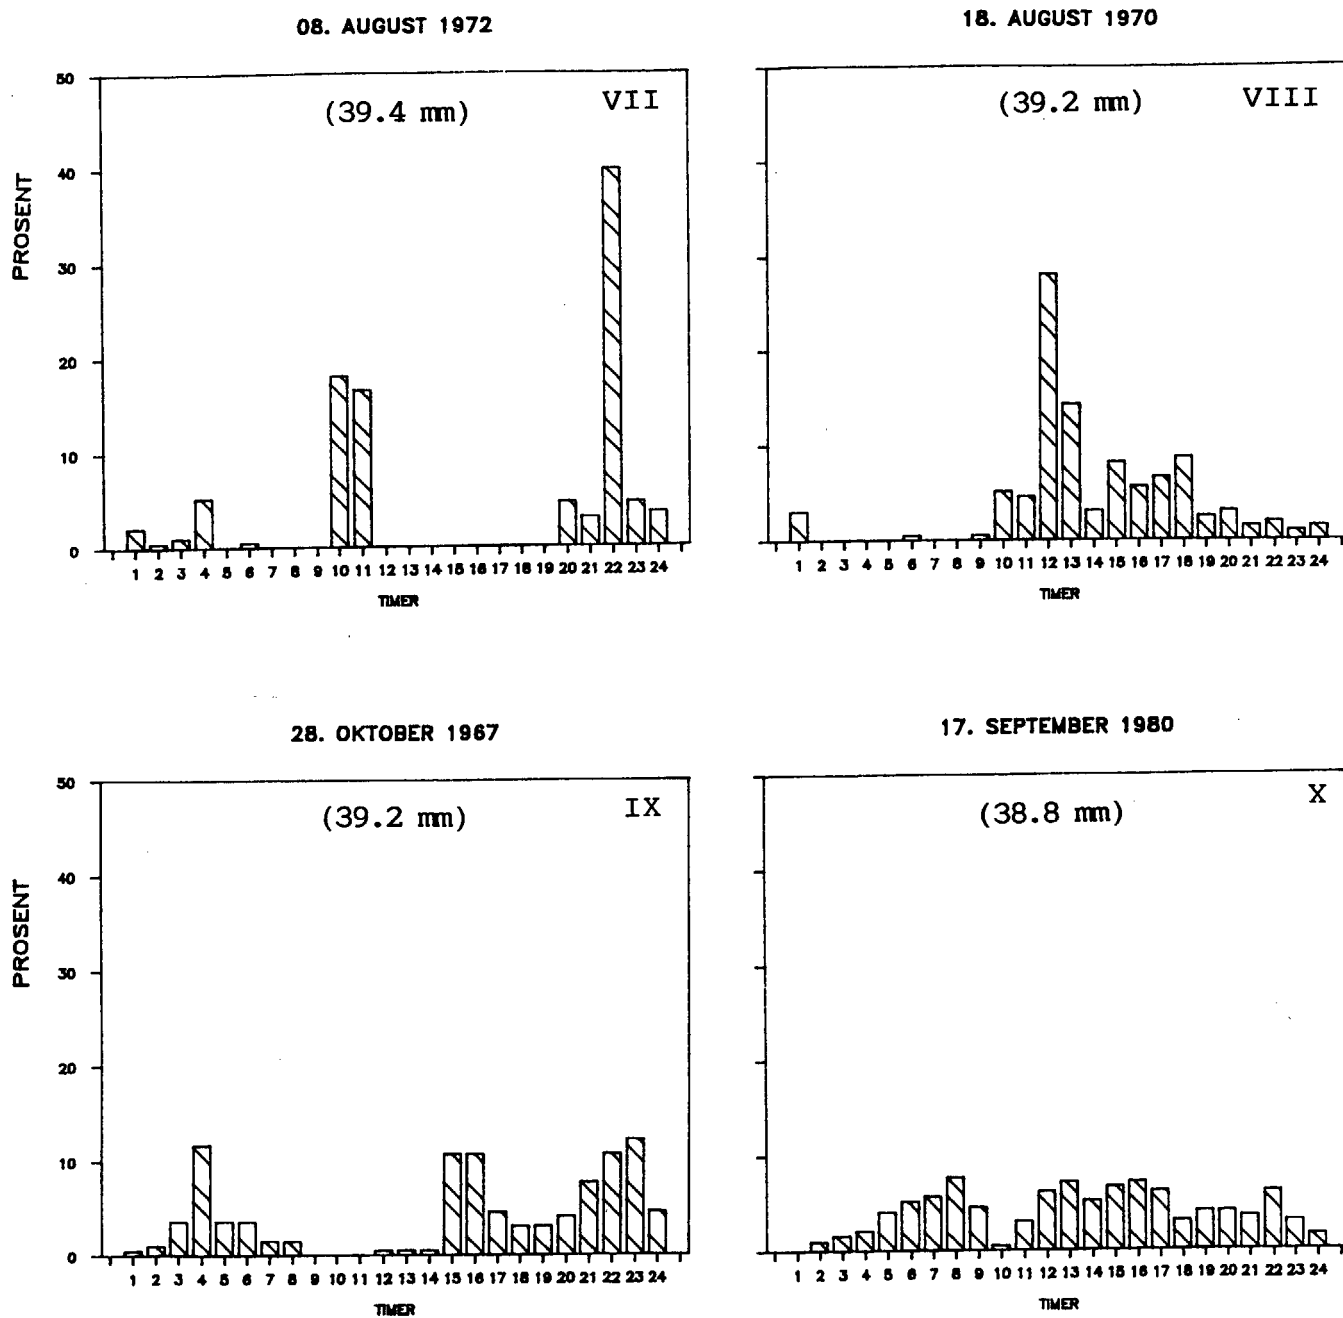 08. AUGUST 1972
(39.4 mm) VII
PROSENT
50
40
30
20
10
0
1 2 3 4 5 6 7 8 9 10 11 12 13 14 15 16 17 18 19 20 21 22 23 24
TIMER
18. AUGUST 1970
(39.2 mm) VIII
1 2 3 4 5 6 7 8 9 10 11 12 13 14 15 16 17 18 19 20 21 22 23 24
TIMER
28. OKTOBER 1967
(39.2 mm) IX
PROSENT
50
40
30
20
10
0
1 2 3 4 5 6 7 8 9 10 11 12 13 14 15 16 17 18 19 20 21 22 23 24
TIMER
17. SEPTEMBER 1980
(38.8 mm) X
1 2 3 4 5 6 7 8 9 10 11 12 13 14 15 16 17 18 19 20 21 22 23 24
TIMER